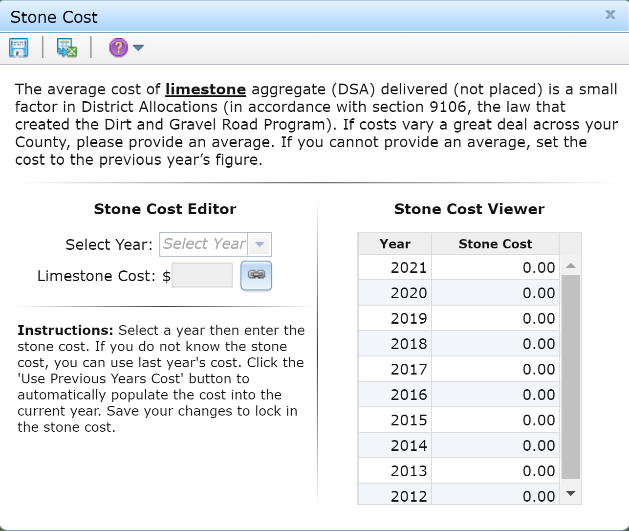 Stone Cost
The average cost of limestone aggregate (DSA) delivered (not placed) is a small
factor in District Allocations (in accordance with section 9106, the law that
created the Dirt and Gravel Road Program). If costs vary a great deal across your
County, please provide an average. If you cannot provide an average, set the
cost to the previous year’s figure.
Stone Cost Editor
Select Year: Select Year
Limestone Cost: $
Instructions: Select a year then enter the
stone cost. If you do not know the stone
cost, you can use last year's cost. Click the
'Use Previous Years Cost' button to
automatically populate the cost into the
current year. Save your changes to lock in
the stone cost.
Stone Cost Viewer
Year Stone Cost
2021 0.00
2020 0.00
2019 0.00
2018 0.00
2017 0.00
2016 0.00
2015 0.00
2014 0.00
2013 0.00
2012 0.00